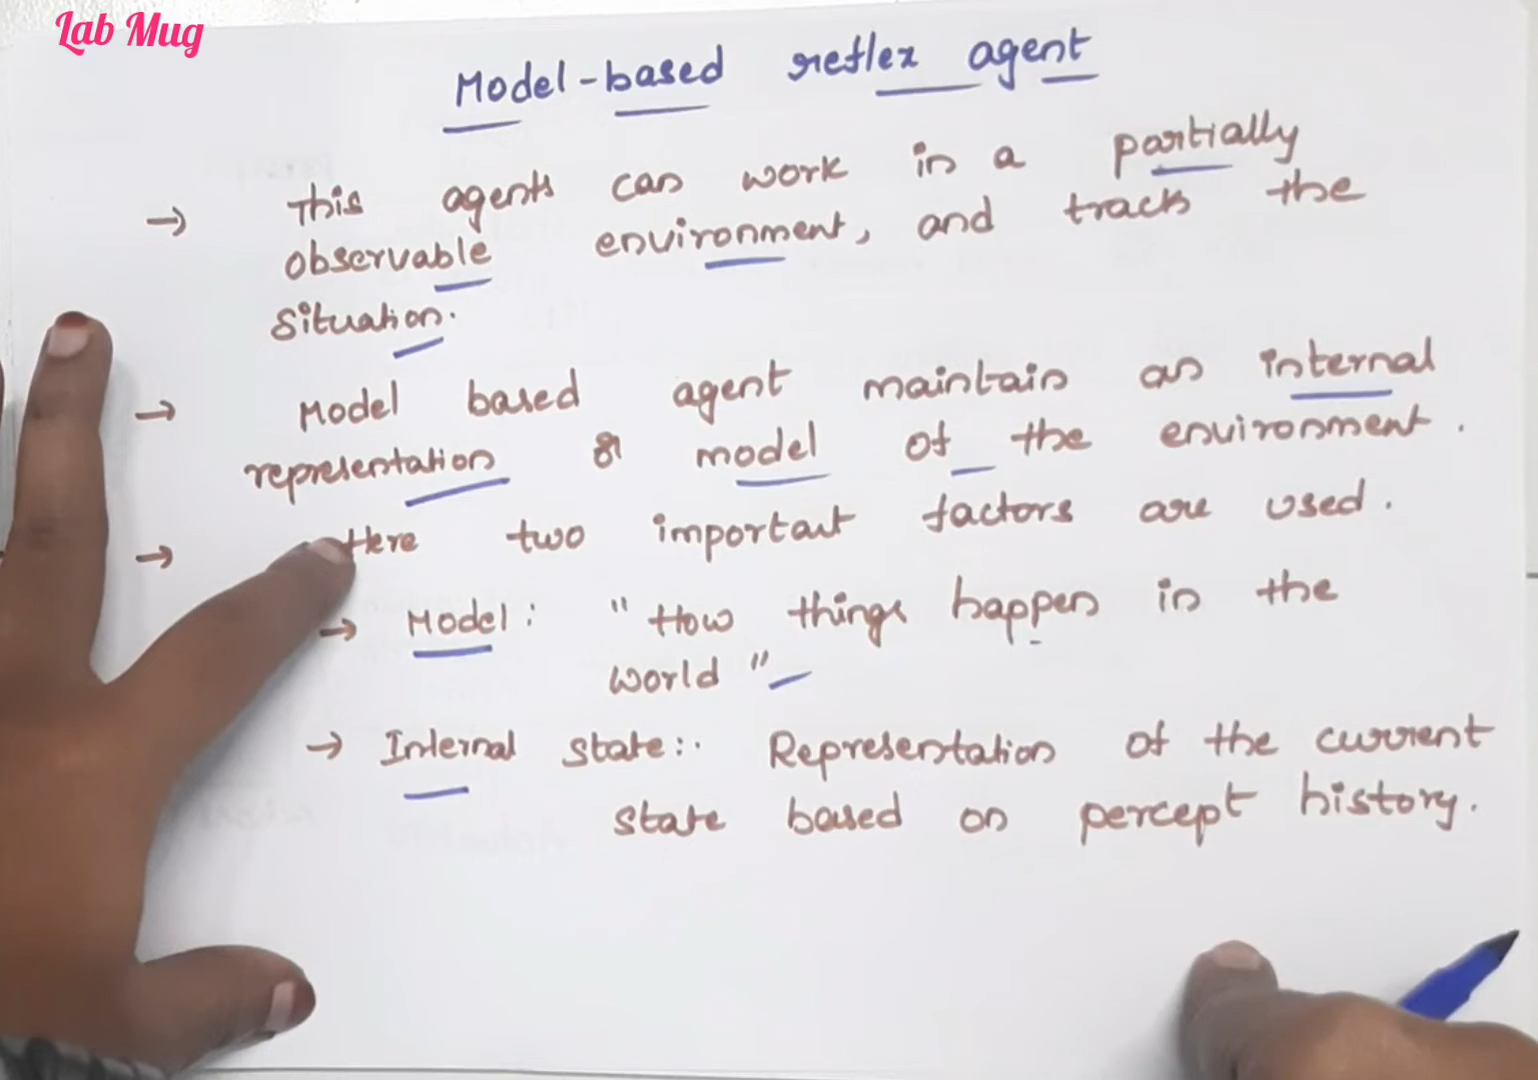 Lab Mug
Model-based reflex agent
→ This agents can work in a partially
observable environment, and tracks the
situation.
→ Model based agent maintain an internal
representation or model of the environment.
→ Here two important factors are used.
→ Model: "How things happen in the
world"
→ Internal state:. Representation of the current
state based on percept history.